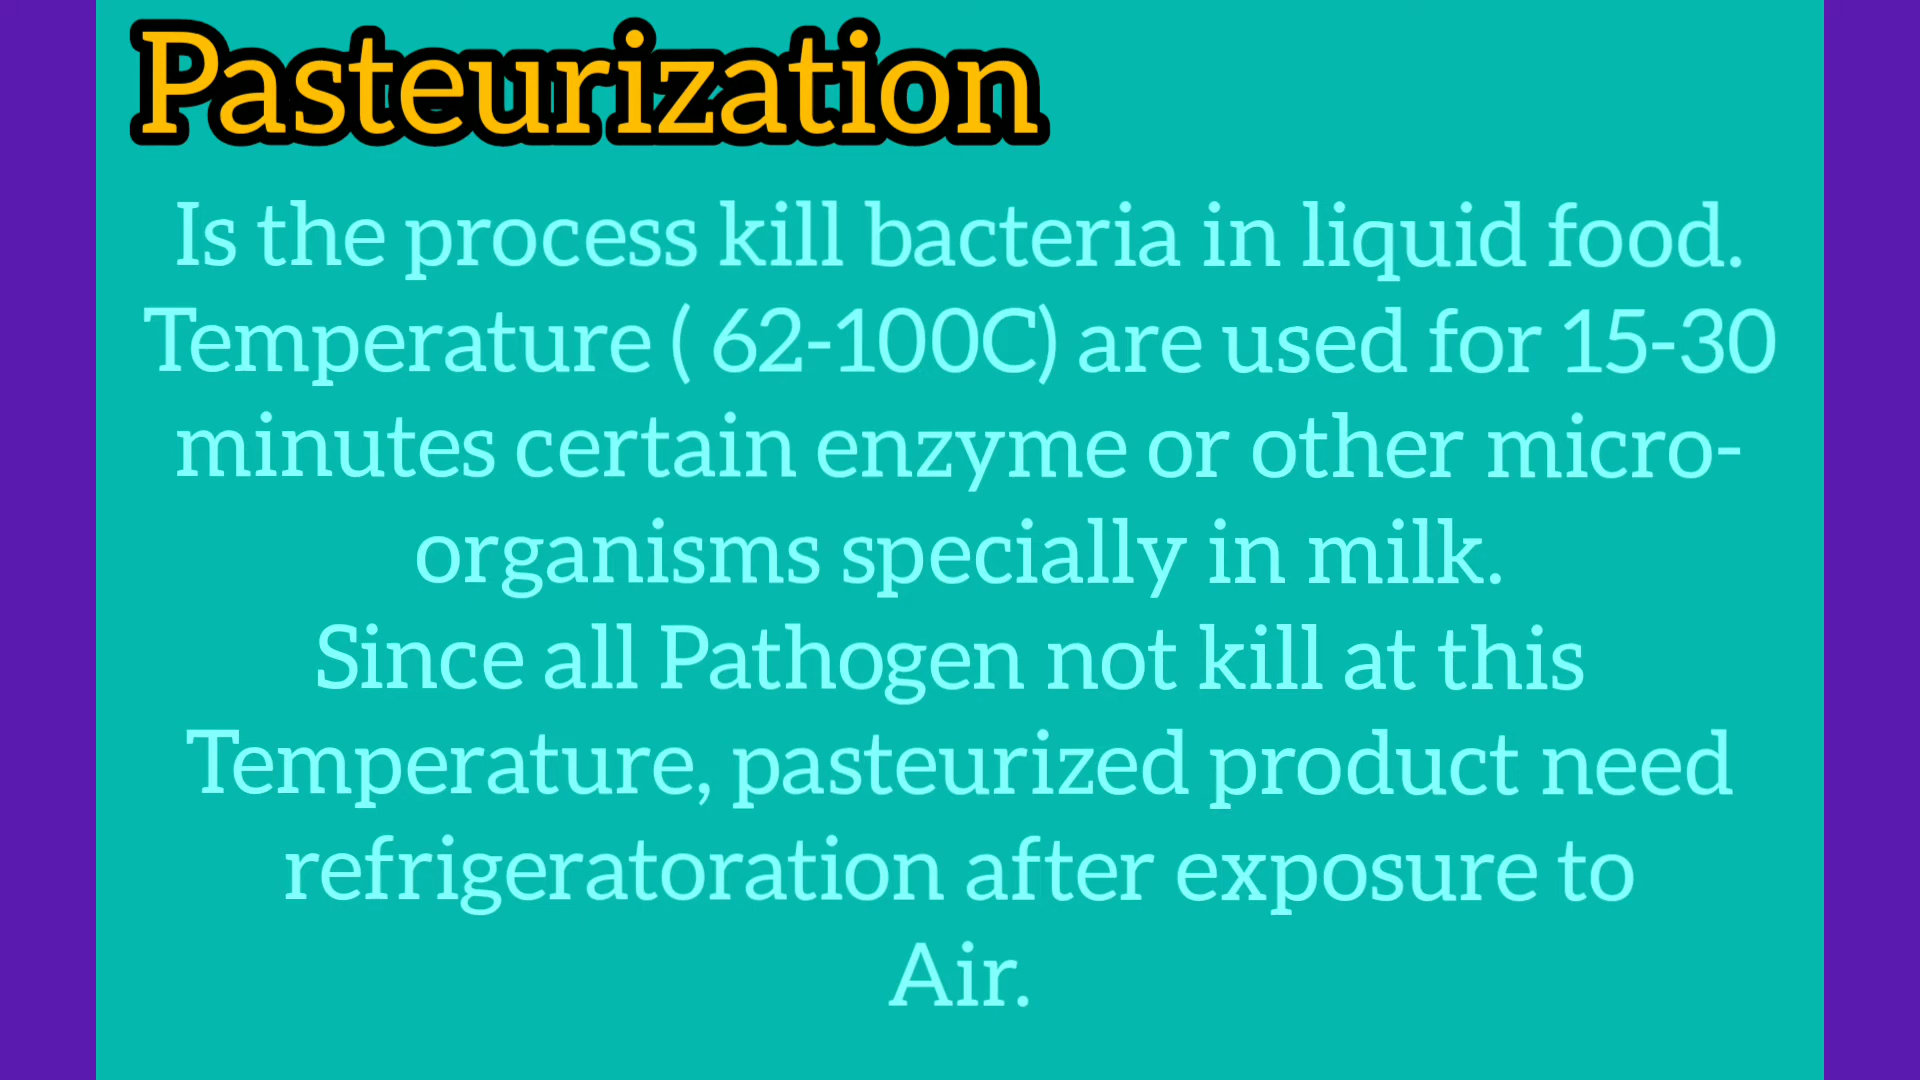 Pasteurization
Is the process kill bacteria in liquid food.
Temperature ( 62-100C) are used for 15-30
minutes certain enzyme or other micro-
organisms specially in milk.
Since all Pathogen not kill at this
Temperature, pasteurized product need
refrigeratoration after exposure to
Air.